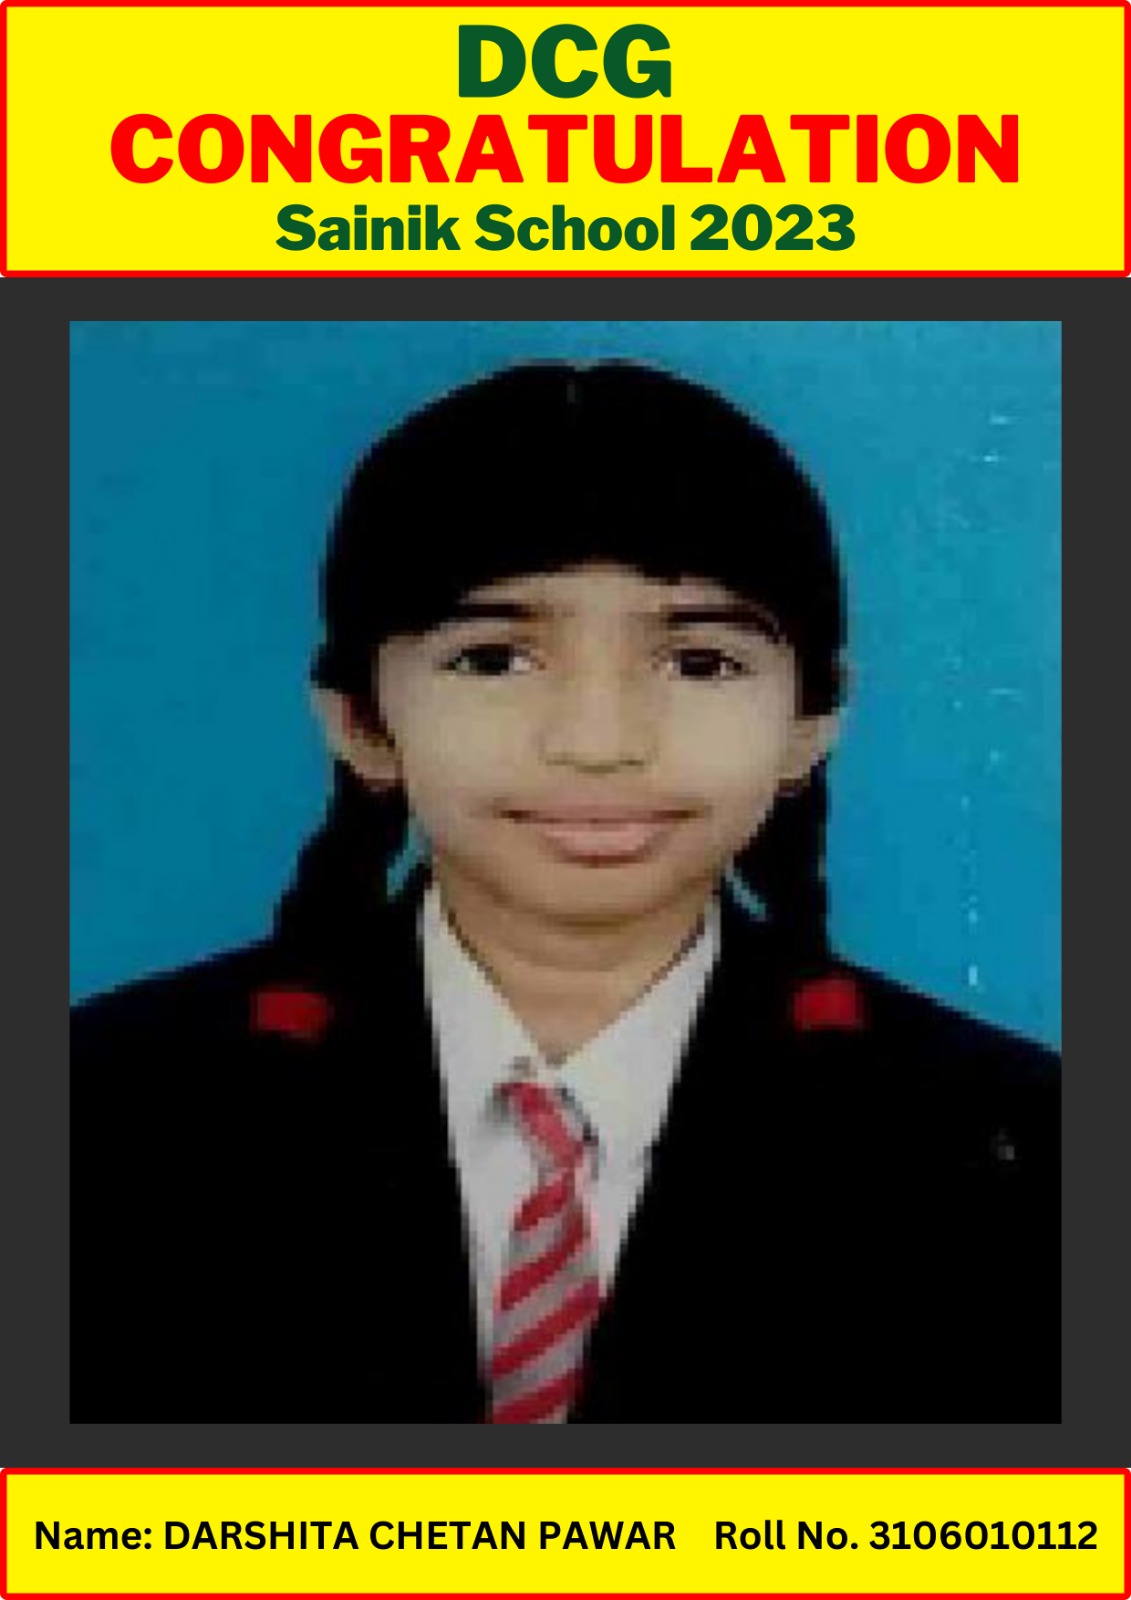 DCG
CONGRATULATION
Sainik School 2023
Name: DARSHITA CHETAN PAWAR Roll No. 3106010112